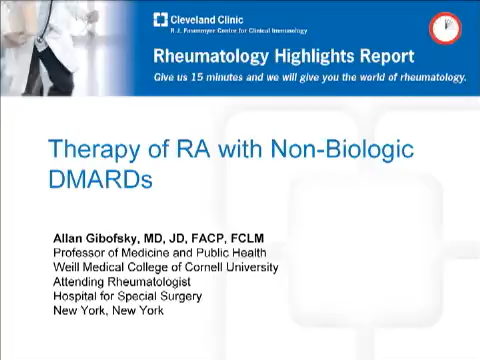 Cleveland Clinic
R.J. Fasenmyer Center for Clinical Immunology
Rheumatology Highlights Report
Give us 15 minutes and we will give you the world of rheumatology.
Therapy of RA with Non-Biologic
DMARDs
Allan Gibofsky, MD, JD, FACP, FCLM
Professor of Medicine and Public Health
Weill Medical College of Cornell University
Attending Rheumatologist
Hospital for Special Surgery
New York, New York